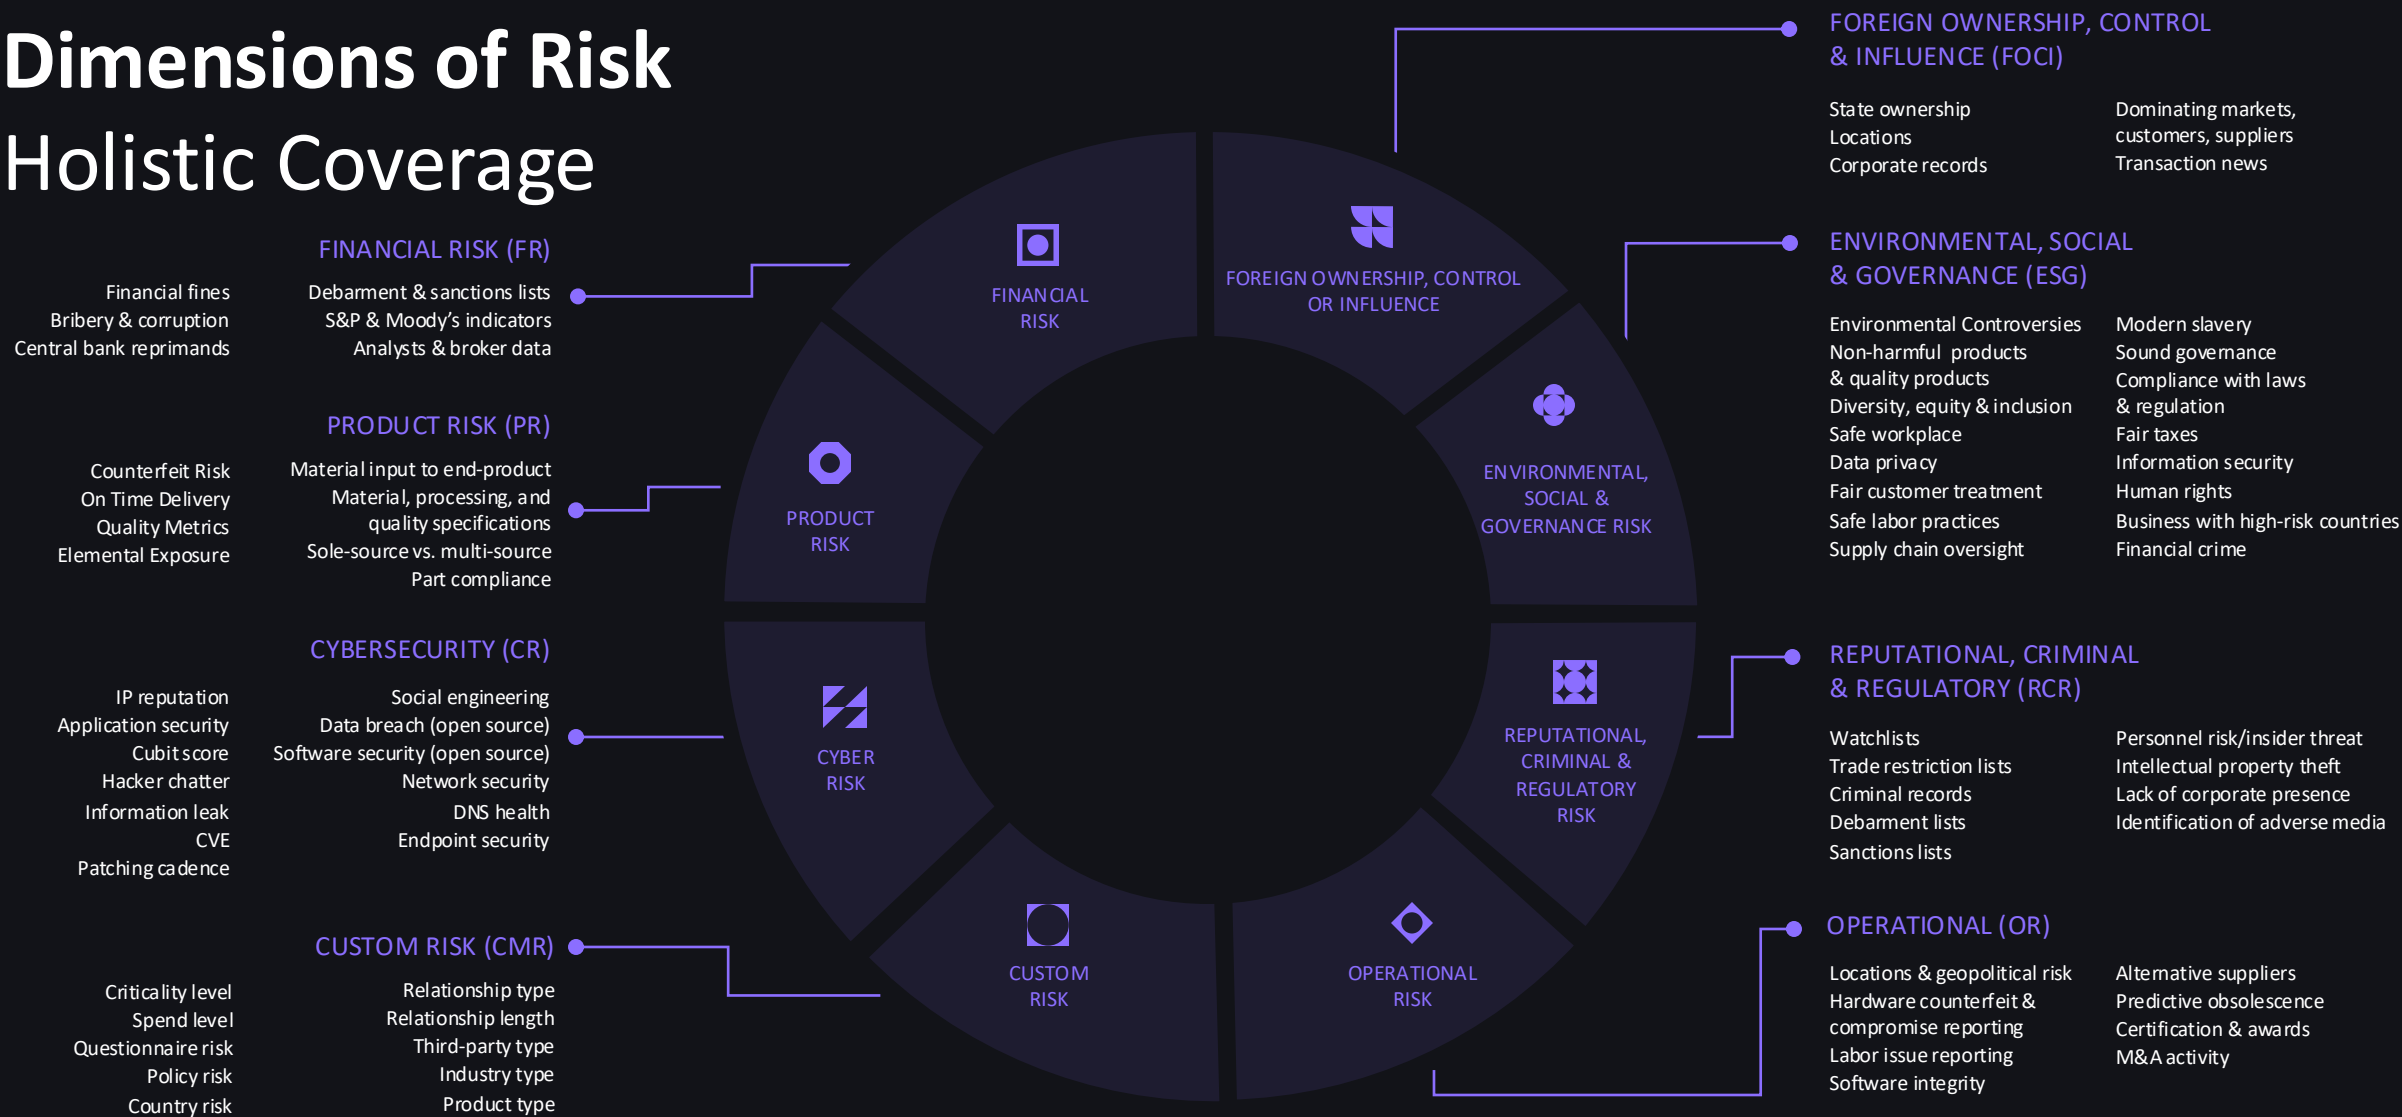 Dimensions of Risk
Holistic Coverage
FINANCIAL RISK (FR)
Financial fines
Bribery & corruption
Central bank reprimands
Debarment & sanctions lists
S&P & Moody's indicators
Analysts & broker data
PRODUCT RISK (PR)
Counterfeit Risk
On Time Delivery
Quality Metrics
Elemental Exposure
Material input to end-product
Material, processing, and
quality specifications
Sole-source vs. multi-source
Part compliance
CYBERSECURITY (CR)
IP reputation
Application security
Cubit score
Hacker chatter
Information leak
CVE
Patching cadence
Social engineering
Data breach (open source)
Software security (open source)
Network security
DNS health
Endpoint security
CUSTOM RISK (CMR)
Criticality level
Spend level
Questionnaire risk
Policy risk
Country risk
Relationship type
Relationship length
Third-party type
Industry type
Product type
FINANCIAL
RISK
FOREIGN OWNERSHIP, CONTROL
OR INFLUENCE
PRODUCT
RISK
ENVIRONMENTAL,
SOCIAL &
GOVERNANCE RISK
CYBER
RISK
REPUTATIONAL,
CRIMINAL &
REGULATORY
RISK
CUSTOM
RISK
OPERATIONAL
RISK
FOREIGN OWNERSHIP, CONTROL
& INFLUENCE (FOCI)
State ownership
Locations
Corporate records
Dominating markets,
customers, suppliers
Transaction news
ENVIRONMENTAL, SOCIAL
& GOVERNANCE (ESG)
Environmental Controversies
Non-harmful products
& quality products
Diversity, equity & inclusion
Safe workplace
Data privacy
Fair customer treatment
Safe labor practices
Supply chain oversight
Modern slavery
Sound governance
Compliance with laws
& regulation
Fair taxes
Information security
Human rights
Business with high-risk countries
Financial crime
REPUTATIONAL, CRIMINAL
& REGULATORY (RCR)
Watchlists
Trade restriction lists
Criminal records
Debarment lists
Sanctions lists
Personnel risk/insider threat
Intellectual property theft
Lack of corporate presence
Identification of adverse media
OPERATIONAL (OR)
Locations & geopolitical risk
Hardware counterfeit &
compromise reporting
Labor issue reporting
Software integrity
Alternative suppliers
Predictive obsolescence
Certification & awards
M&A activity